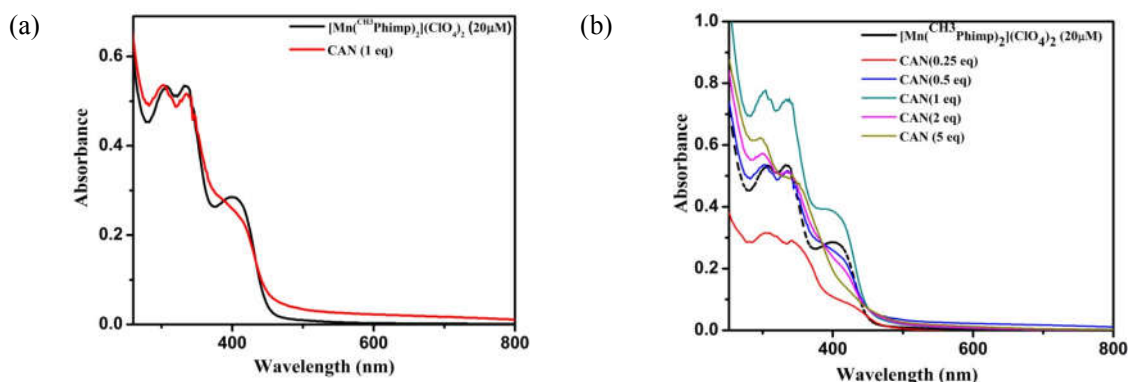 (a)
[Mn(CH3Phimp)2](ClO4)2 (20μM)
CAN (1 eq)
0.6
0.4
0.2
0.0
Absorbance
400
600
800
Wavelength (nm)
(b)
[Mn(CH3Phimp)2](ClO4)2 (20μM)
CAN(0.25 eq)
CAN(0.5 eq)
CAN(1 eq)
CAN(2 eq)
CAN (5 eq)
1.0
0.8
0.6
0.4
0.2
0.0
Absorbance
400
600
800
Wavelength (nm)